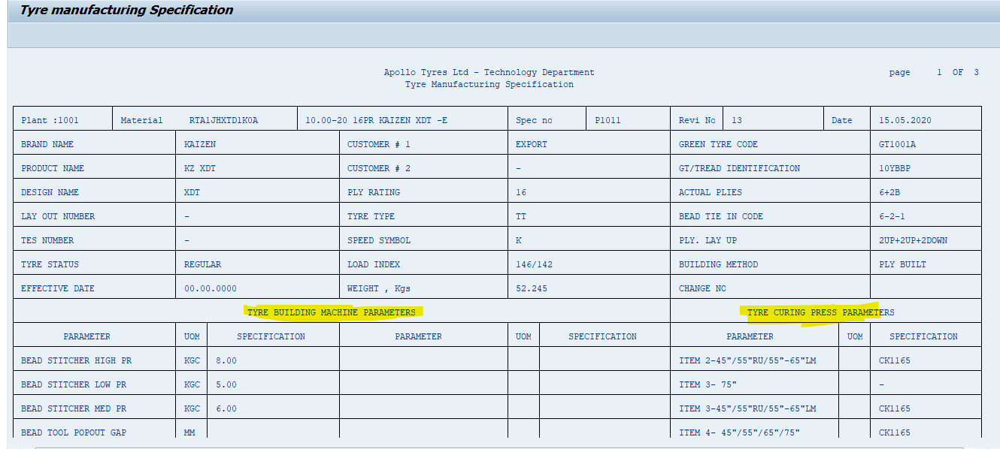 Tyre manufacturing Specification
Apollo Tyres Ltd - Technology Department page 1 OF 3
Tyre Manufacturing Specification
Plant :1001 Material RTA1JHXTD1K0A 10.00-20 16PR KAIZEN XDT -E Spec no P1011 Revi No 13 Date 15.05.2020
BRAND NAME KAIZEN CUSTOMER # 1 EXPORT GREEN TYRE CODE GT1001A
PRODUCT NAME KZ XDT CUSTOMER # 2 - GT/TREAD IDENTIFICATION 10YBBP
DESIGN NAME XDT PLY RATING 16 ACTUAL PLIES 6+2B
LAY OUT NUMBER - TYRE TYPE TT BEAD TIE IN CODE 6-2-1
TES NUMBER - SPEED SYMBOL K PLY. LAY UP 2UP+2UP+2DOWN
TYRE STATUS REGULAR LOAD INDEX 146/142 BUILDING METHOD PLY BUILT
EFFECTIVE DATE 00.00.0000 WEIGHT , Kgs 52.245 CHANGE NO
TYRE BUILDING MACHINE PARAMETERS TYRE CURING PRESS PARAMETERS
PARAMETER UOM SPECIFICATION PARAMETER UOM SPECIFICATION PARAMETER UOM SPECIFICATION
BEAD STITCHER HIGH PR KGC 8.00 ITEM 2-45"/55"RU/55"-65"LM CK1165
BEAD STITCHER LOW PR KGC 5.00 ITEM 3- 75" -
BEAD STITCHER MED PR KGC 6.00 ITEM 3-45"/55"RU/55"-65"LM CK1165
BEAD TOOL POPOUT GAP MM ITEM 4- 45"/55"/65"/75" CK1165